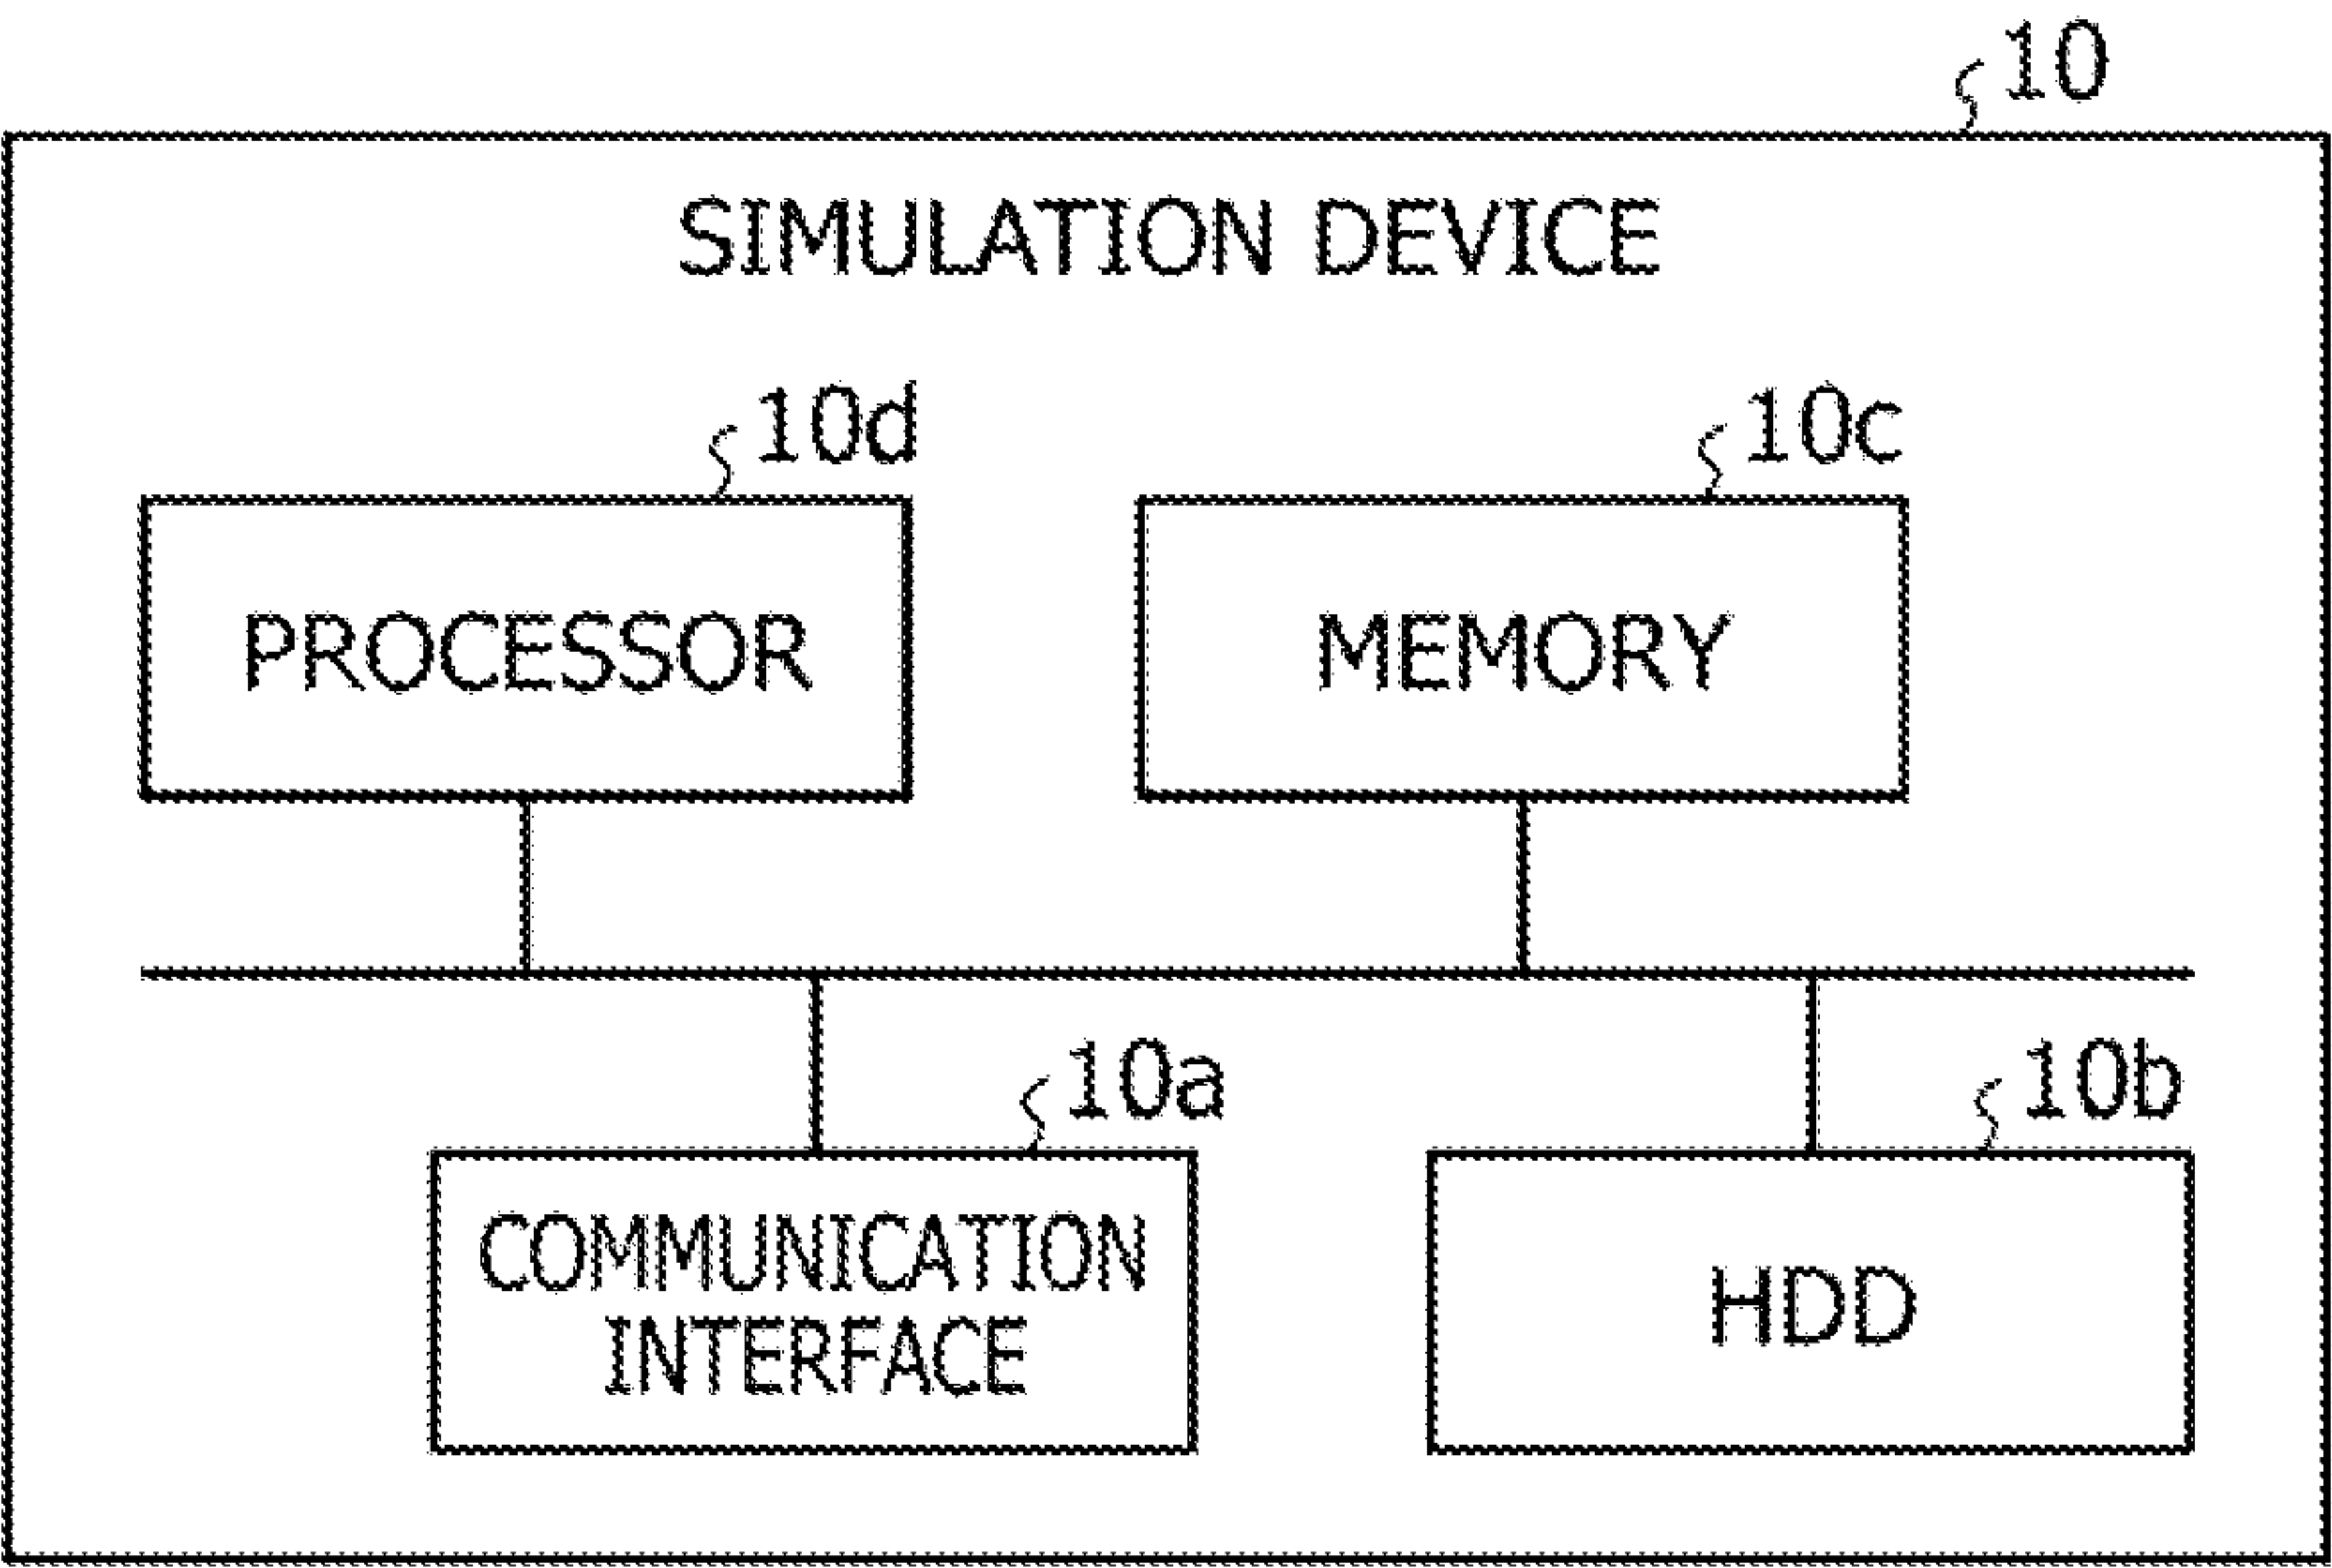 10
SIMULATION DEVICE
10d
10c
PROCESSOR
MEMORY
10a
10b
COMMUNICATION
INTERFACE
HDD